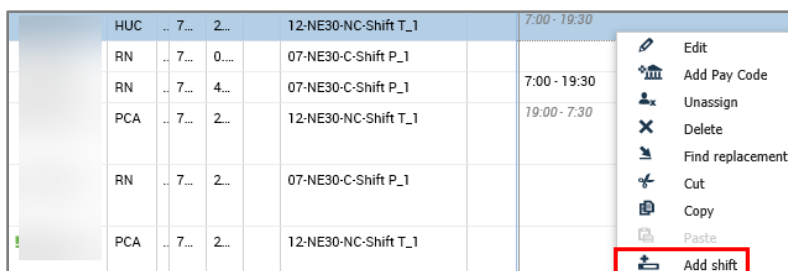 HUC .. 7... 2... 12-NE30-NC-Shift T_1 7:00 - 19:30
RN .. 7... 0.... 07-NE30-C-Shift P_1
RN .. 7... 4... 07-NE30-C-Shift P_1 7:00 - 19:30
PCA .. 7... 2... 12-NE30-NC-Shift T_1 19:00 - 7:30
RN .. 7... 2... 07-NE30-C-Shift P_1
PCA .. 7... 2... 12-NE30-NC-Shift T_1
Edit
Add Pay Code
Unassign
Delete
Find replacement
Cut
Copy
Paste
Add shift